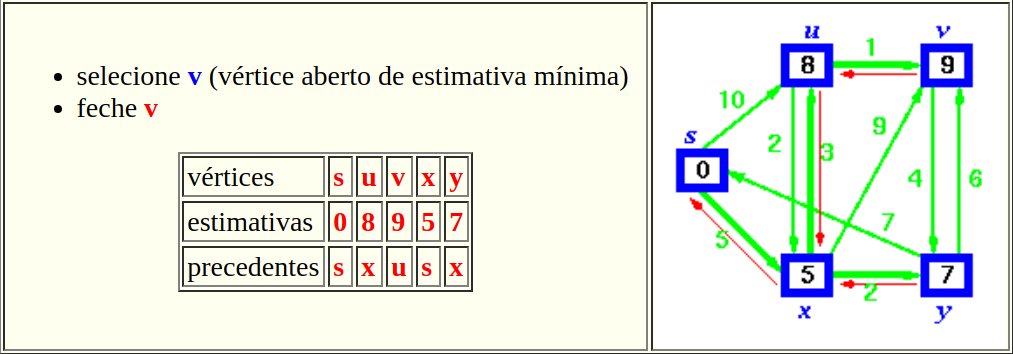 selecione v (vértice aberto de estimativa mínima)
feche v
vértices s u v x y
estimativas 0 8 9 5 7
precedentes s x u s x
u v
8 1 9
10
s 2 3 9
0 4 6
7
5
5 2 7
x y